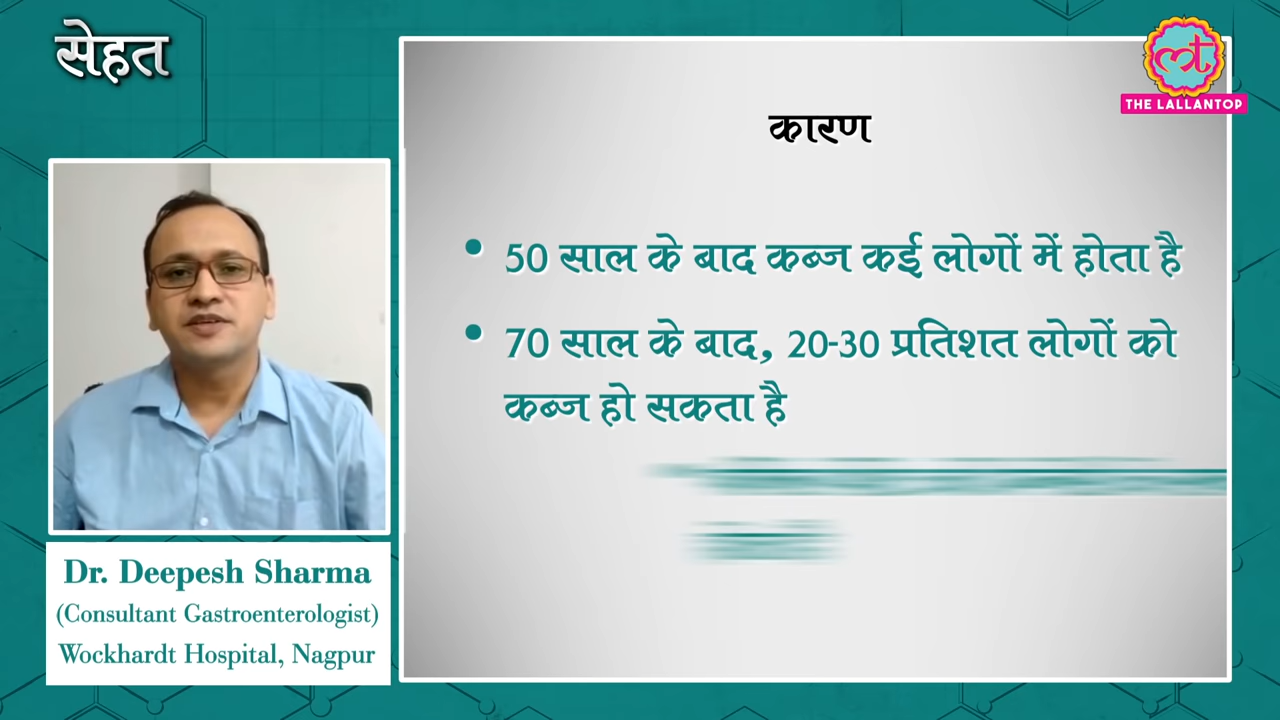 सेहत
THE LALLANTOP
कारण
• 50 साल के बाद कब्ज कई लोगों में होता है
• 70 साल के बाद, 20-30 प्रतिशत लोगों को
कब्ज हो सकता है
Dr. Deepesh Sharma
(Consultant Gastroenterologist)
Wockhardt Hospital, Nagpur